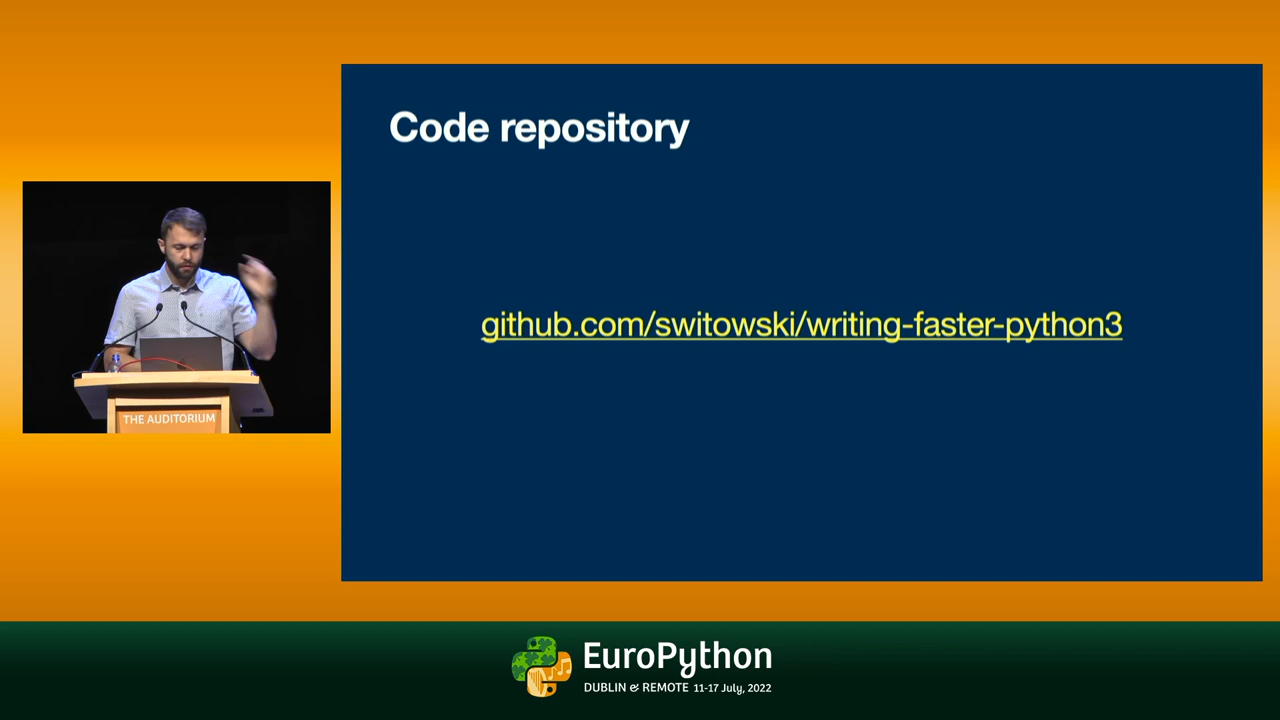 Code repository
github.com/switowski/writing-faster-python3
THE AUDITORIUM
EuroPython
DUBLIN & REMOTE 11-17 July, 2022